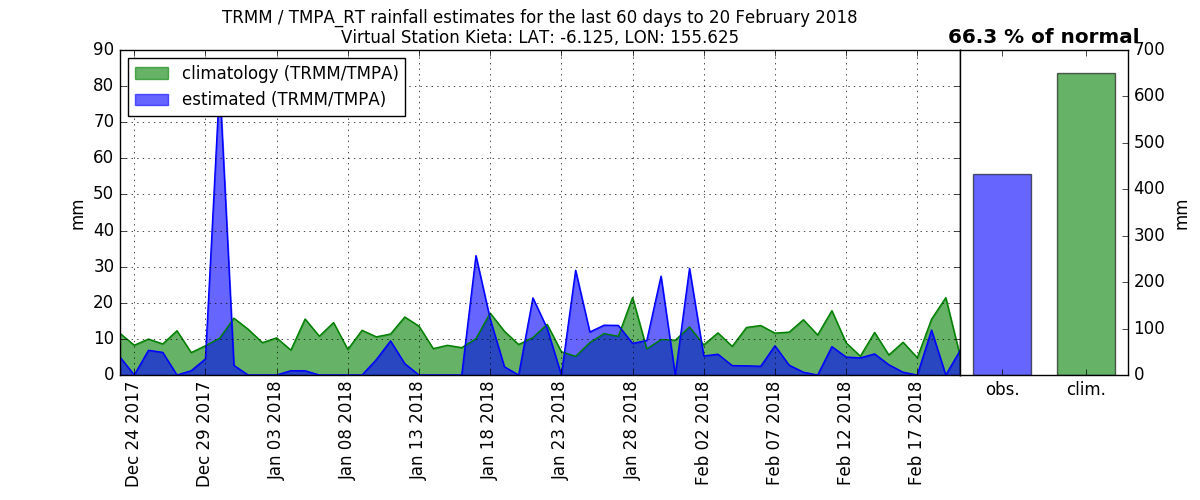 TRMM / TMPA_RT rainfall estimates for the last 60 days to 20 February 2018
Virtual Station Kieta: LAT: -6.125, LON: 155.625
66.3 % of normal
climatology (TRMM/TMPA)
estimated (TRMM/TMPA)
90
80
70
60
50
40
30
20
10
0
mm
Dec 24 2017
Dec 29 2017
Jan 03 2018
Jan 08 2018
Jan 13 2018
Jan 18 2018
Jan 23 2018
Jan 28 2018
Feb 02 2018
Feb 07 2018
Feb 12 2018
Feb 17 2018
obs.
clim.
700
600
500
400
300
200
100
0
mm